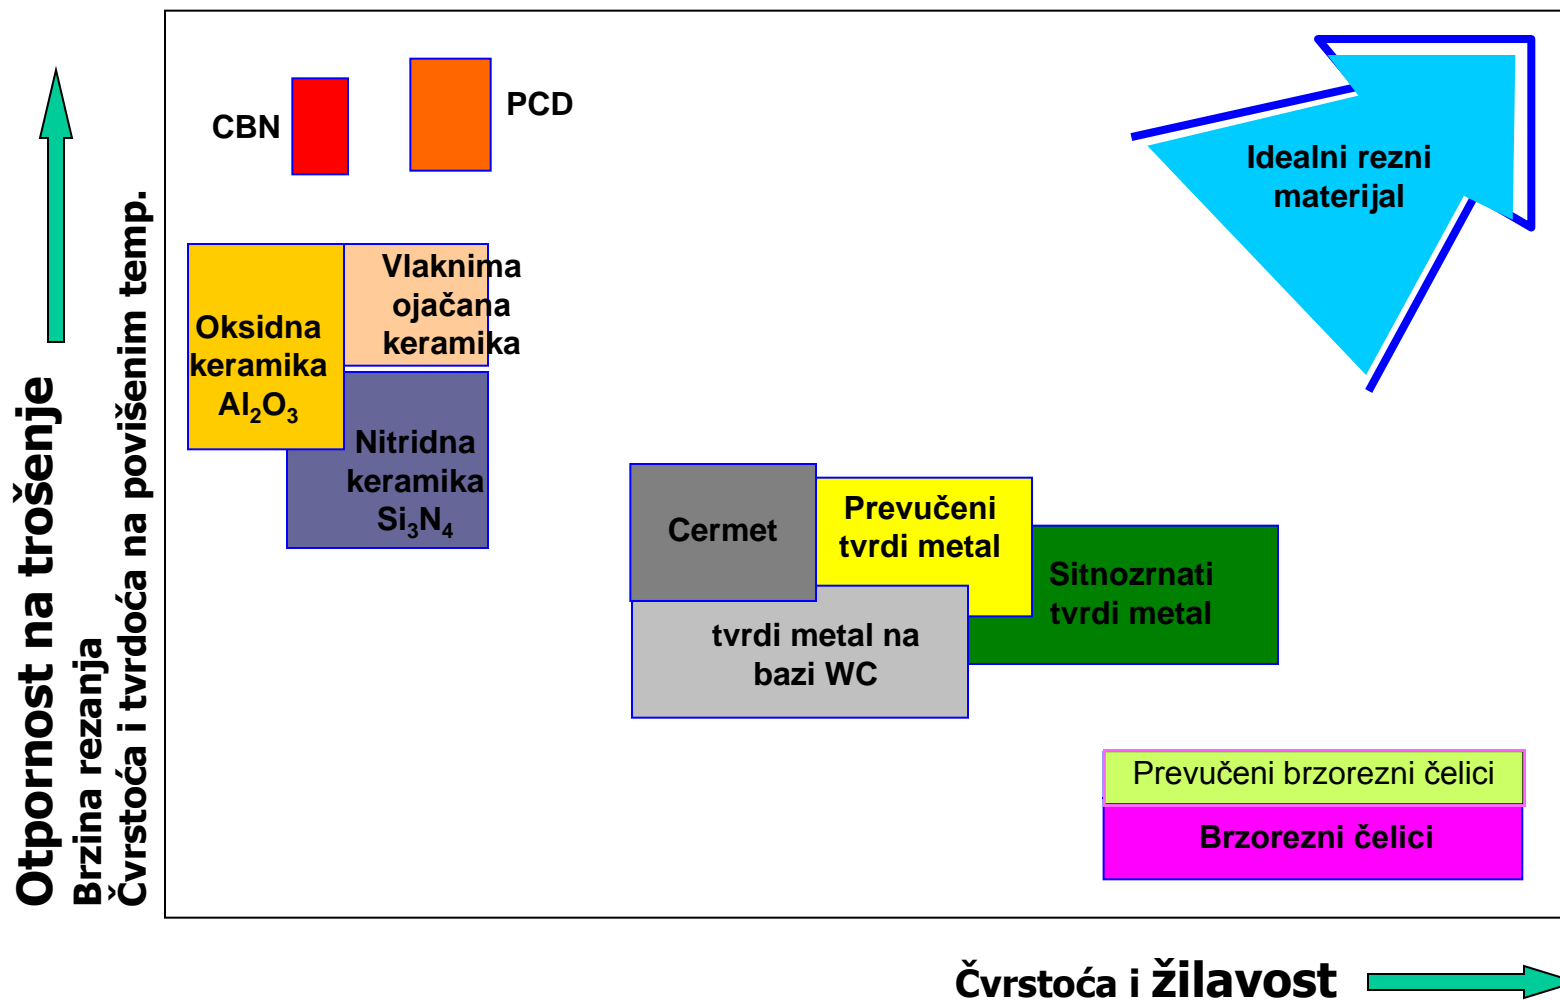 CBN
PCD
Idealni rezni
materijal
Vlaknima
ojačana
keramika
Oksidna
keramika
Al₂O₃
Nitridna
keramika
Si₃N₄
Cermet
Prevučeni
tvrdi metal
Sitnozrnati
tvrdi metal
tvrdi metal na
bazi WC
Prevučeni brzorezni čelici
Brzorezni čelici
Otpornost na trošenje
Brzina rezanja
Čvrstoća i tvrdoća na povišenim temp.
Čvrstoća i žilavost